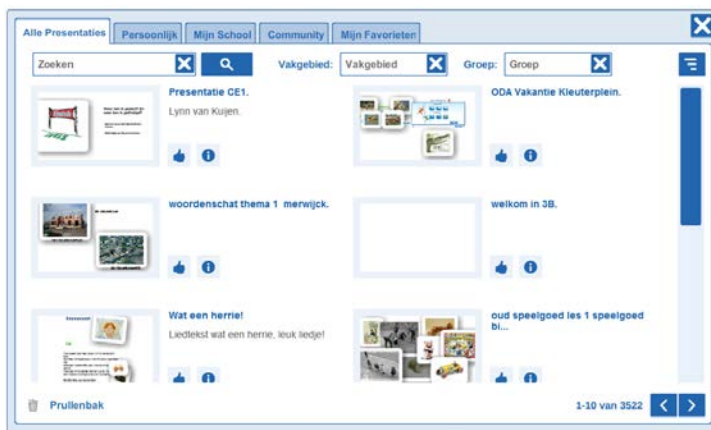 Alle Presentaties Persoonlijk Mijn School Community Mijn Favorieten
Zoeken Vakgebied: Vakgebied Groep: Groep
Presentatie CE1.
Lynn van Kuijen.
ODA Vakantie Kleuterplein.
woordenschat thema 1 merwijck.
welkom in 3B.
Wat een herrie!
Liedtekst wat een herrie, leuk liedje!
oud speelgoed les 1 speelgoed
bi...
Prullenbak
1-10 van 3522